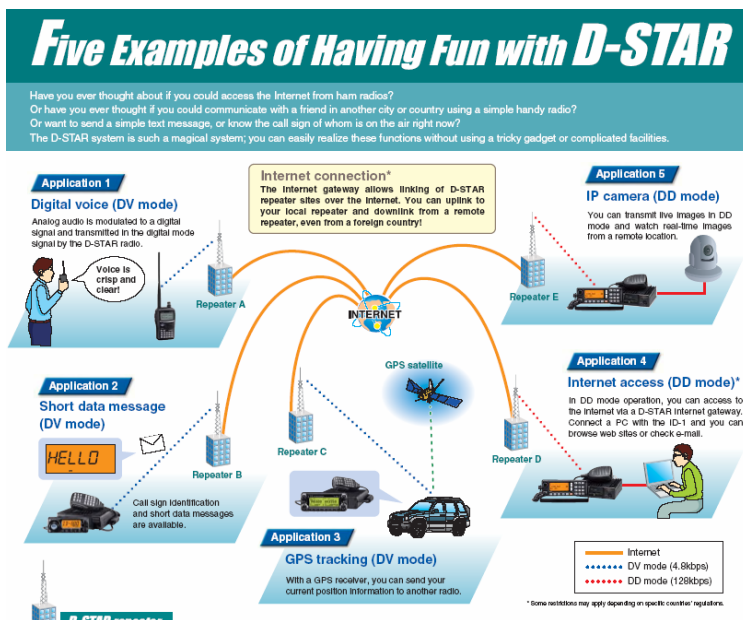 Five Examples of Having Fun with D-STAR
Have you ever thought about if you could access the Internet from ham radios?
Or have you ever thought if you could communicate with a friend in another city or country using a simple handy radio?
Or want to send a simple text message, or know the call sign of whom is on the air right now?
The D-STAR system is such a magical system; you can easily realize these functions without using a tricky gadget or complicated facilities.
Application 1
Digital voice (DV mode)
Analog audio is modulated to a digital
signal and transmitted in the digital mode
signal by the D-STAR radio.
Voice is
crisp and
clear!
Repeater A
Internet connection*
The Internet gateway allows linking of D-STAR
repeater sites over the Internet. You can uplink to
your local repeater and downlink from a remote
repeater, even from a foreign country!
Application 5
IP camera (DD mode)
You can transmit live images in DD
mode and watch real-time images
from a remote location.
Repeater E
INTERNET
Application 2
Short data message
(DV mode)
HELLO
Repeater B
Call sign identification
and short data messages
are available.
GPS satellite
Repeater C
Application 3
GPS tracking (DV mode)
With a GPS receiver, you can send your
current position information to another radio.
Application 4
Internet access (DD mode)*
In DD mode operation, you can access to
the Internet via a D-STAR Internet gateway.
Connect a PC with the ID-1 and you can
browse web sites or check e-mail.
Repeater D
Internet
DV mode (4.8kbps)
DD mode (128kbps)
* Some restrictions may apply depending on specific countries' regulations.
D-STAR repeater